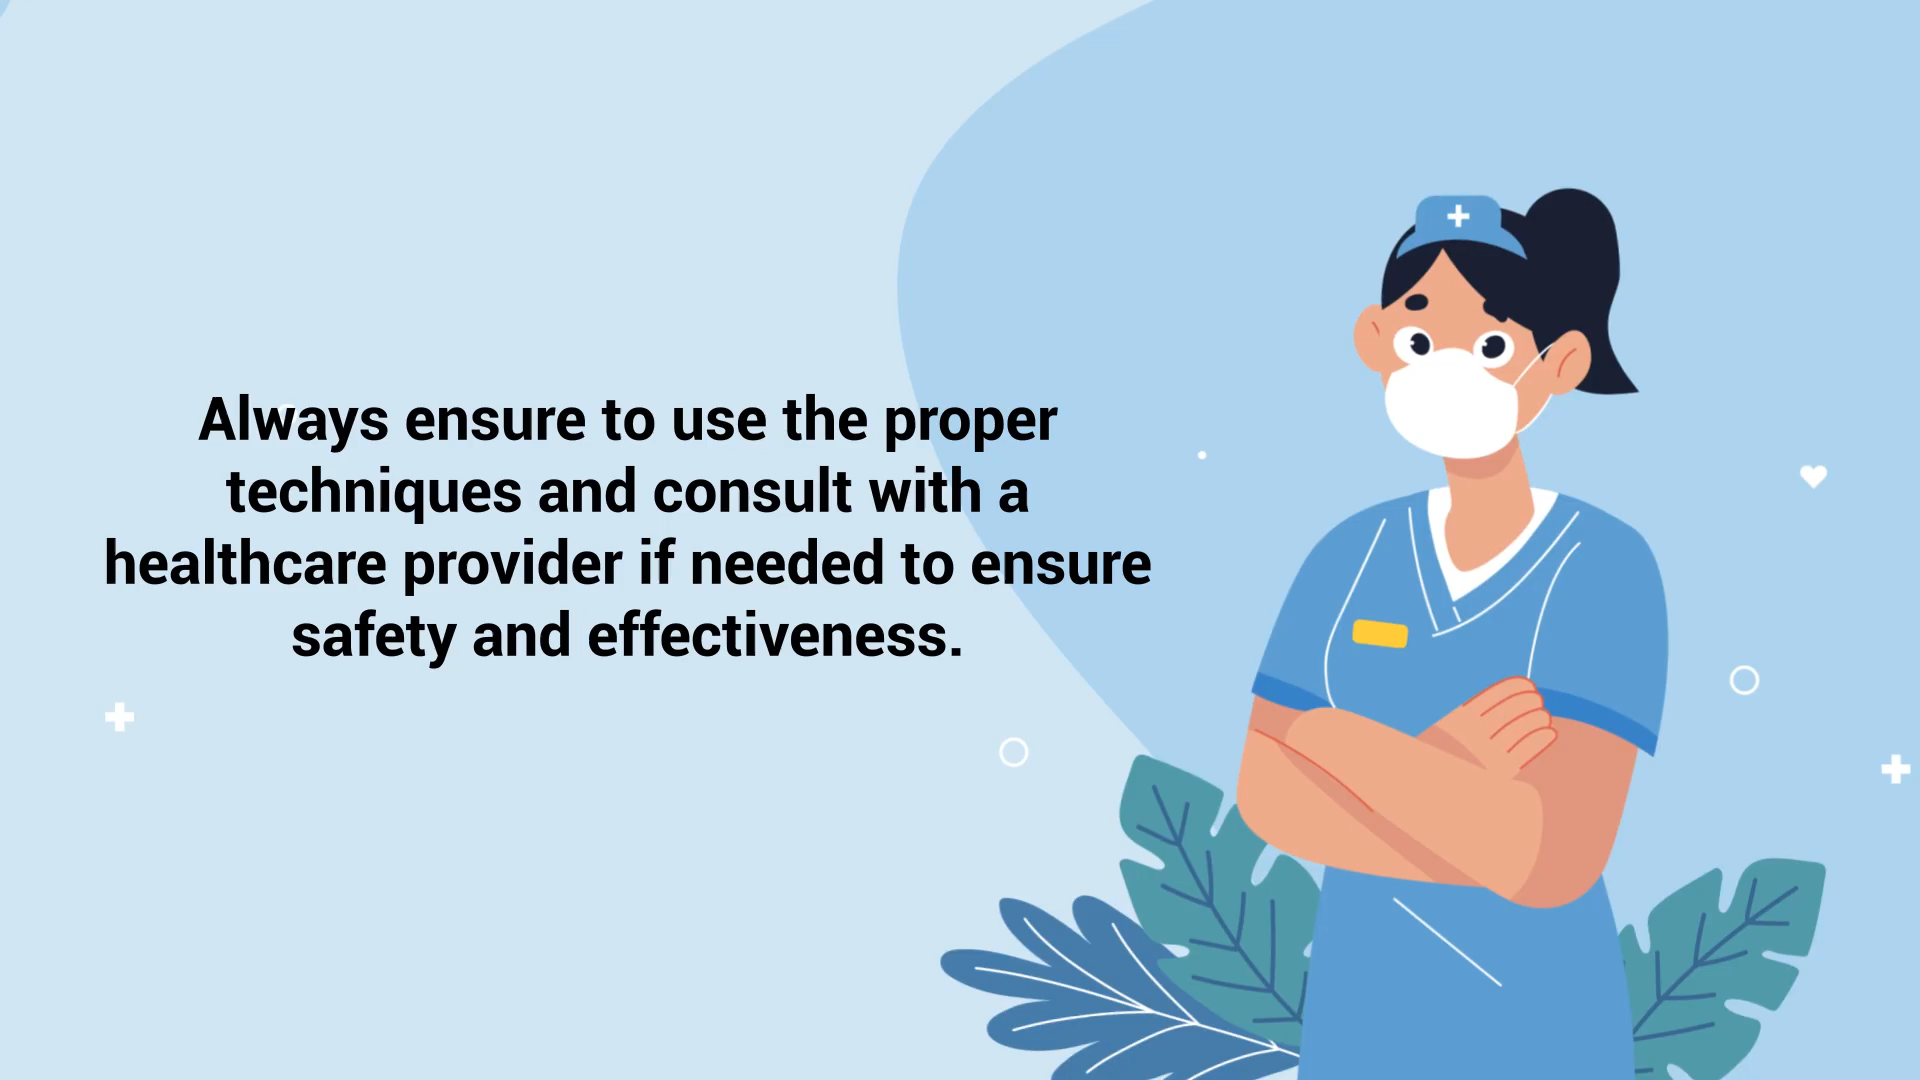 Always ensure to use the proper
techniques and consult with a
healthcare provider if needed to ensure
safety and effectiveness.